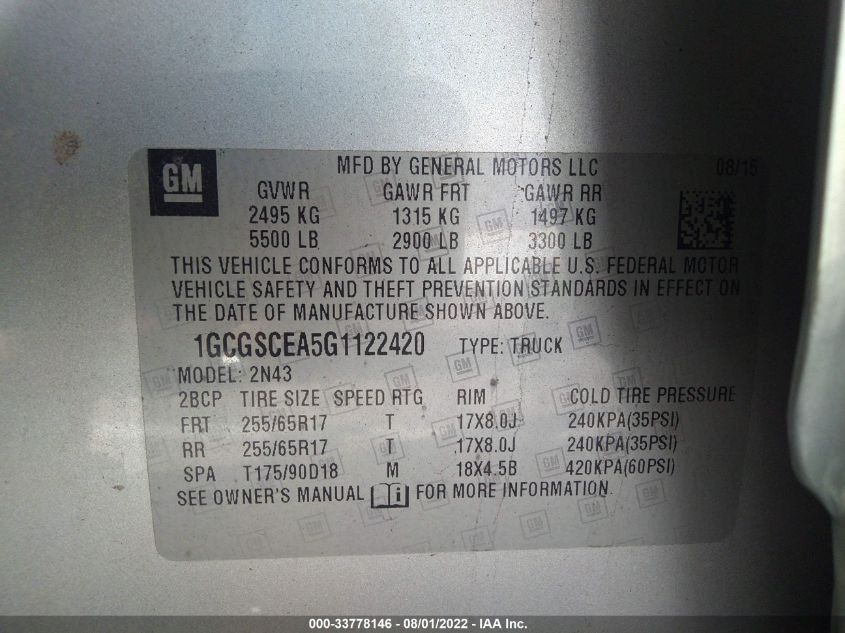 GM MFD BY GENERAL MOTORS LLC 08/15
GVWR GAWR FRT GAWR RR
2495 KG 1315 KG 1497 KG
5500 LB 2900 LB 3300 LB
THIS VEHICLE CONFORMS TO ALL APPLICABLE U.S. FEDERAL MOTOR
VEHICLE SAFETY AND THEFT PREVENTION STANDARDS IN EFFECT ON
THE DATE OF MANUFACTURE SHOWN ABOVE.
1GCGSCEA5G1122420 TYPE: TRUCK
MODEL: 2N43
2BCP TIRE SIZE SPEED RTG RIM COLD TIRE PRESSURE
FRT 255/65R17 T 17X8.0J 240KPA(35PSI)
RR 255/65R17 T 17X8.0J 240KPA(35PSI)
SPA T175/90D18 M 18X4.5B 420KPA(60PSI)
SEE OWNER'S MANUAL FOR MORE INFORMATION.
000-33778146 - 08/01/2022 - IAA Inc.